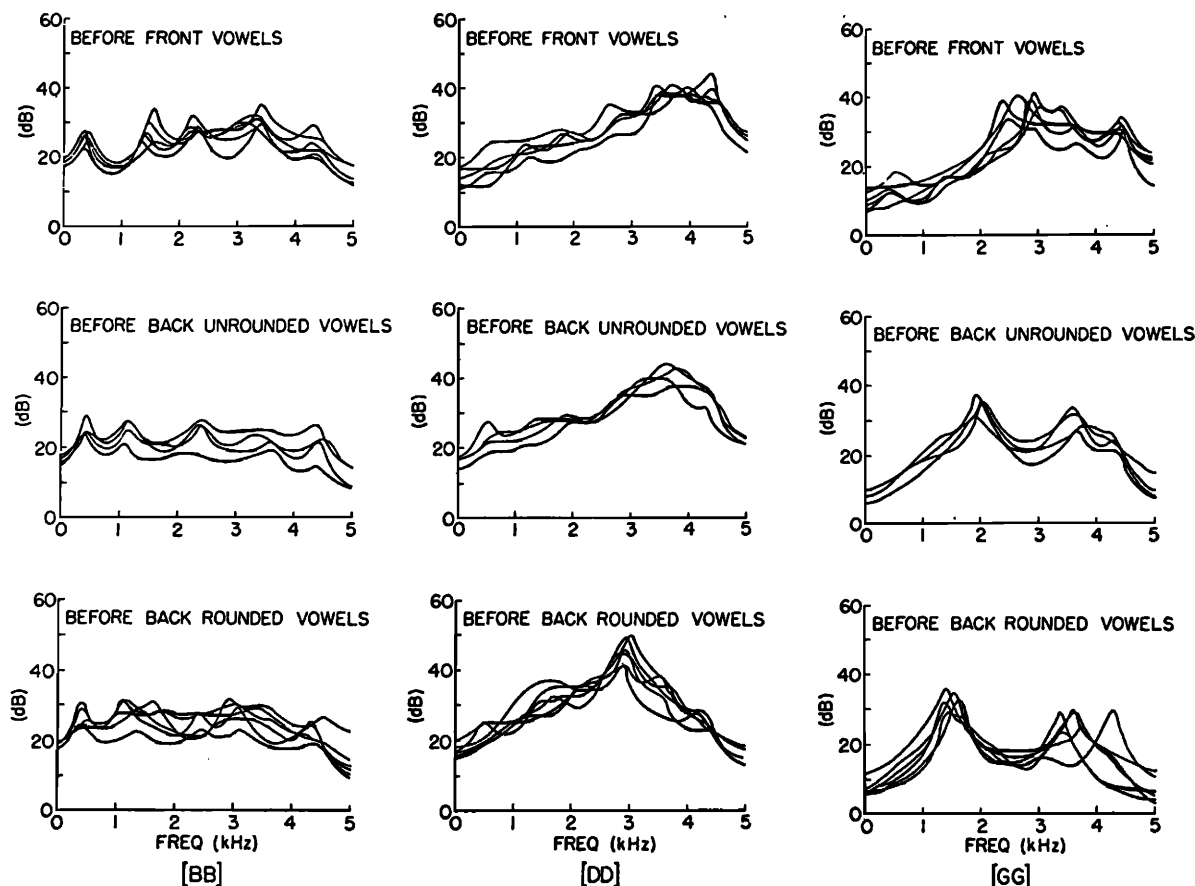 60
40
20
0
(dB)
BEFORE FRONT VOWELS
0 1 2 3 4 5
60
40
20
0
(dB)
BEFORE FRONT VOWELS
0 1 2 3 4 5
60
40
20
0
(dB)
BEFORE FRONT VOWELS
0 1 2 3 4 5
60
40
20
0
(dB)
BEFORE BACK UNROUNDED VOWELS
0 1 2 3 4 5
60
40
20
0
(dB)
BEFORE BACK UNROUNDED VOWELS
0 1 2 3 4 5
60
40
20
0
(dB)
BEFORE BACK UNROUNDED VOWELS
0 1 2 3 4 5
60
40
20
0
(dB)
BEFORE BACK ROUNDED VOWELS
0 1 2 3 4 5
FREQ (kHz)
[BB]
60
40
20
0
(dB)
BEFORE BACK ROUNDED VOWELS
0 1 2 3 4 5
FREQ (kHz)
[DD]
60
40
20
0
(dB)
BEFORE BACK ROUNDED VOWELS
0 1 2 3 4 5
FREQ (kHz)
[GG]